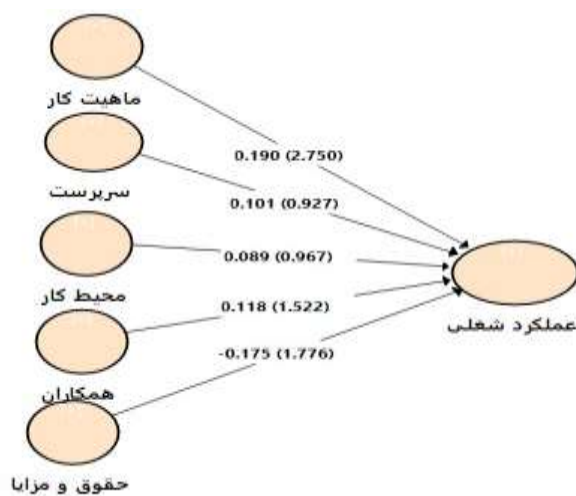 ماهیت کار
0.190 (2.750)
سرپرست
0.101 (0.927)
محیط کار
0.089 (0.967)
عملکرد شغلی
همکاران
0.118 (1.522)
حقوق و مزایا
-0.175 (1.776)